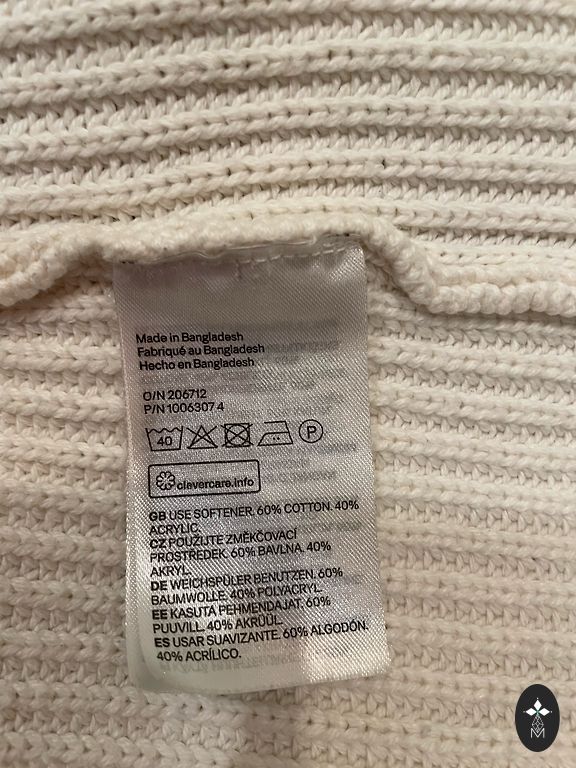 Made in Bangladesh
Fabriqué au Bangladesh
Hecho en Bangladesh
O/N 206712
P/N 1006307 4
40
P
clevercare.info
GB USE SOFTENER. 60% COTTON. 40%
ACRYLIC.
CZ POUŽIJTE ZMĚKČOVACÍ
PROSTŘEDEK. 60% BAVLNA. 40%
AKRYL.
DE WEICHSPÜLER BENUTZEN. 60%
BAUMWOLLE. 40% POLYACRYL.
EE KASUTA PEHMENDAJAT. 60%
PUUVILL. 40% AKRÜÜL.
ES USAR SUAVIZANTE. 60% ALGODÓN.
40% ACRÍLICO.
M